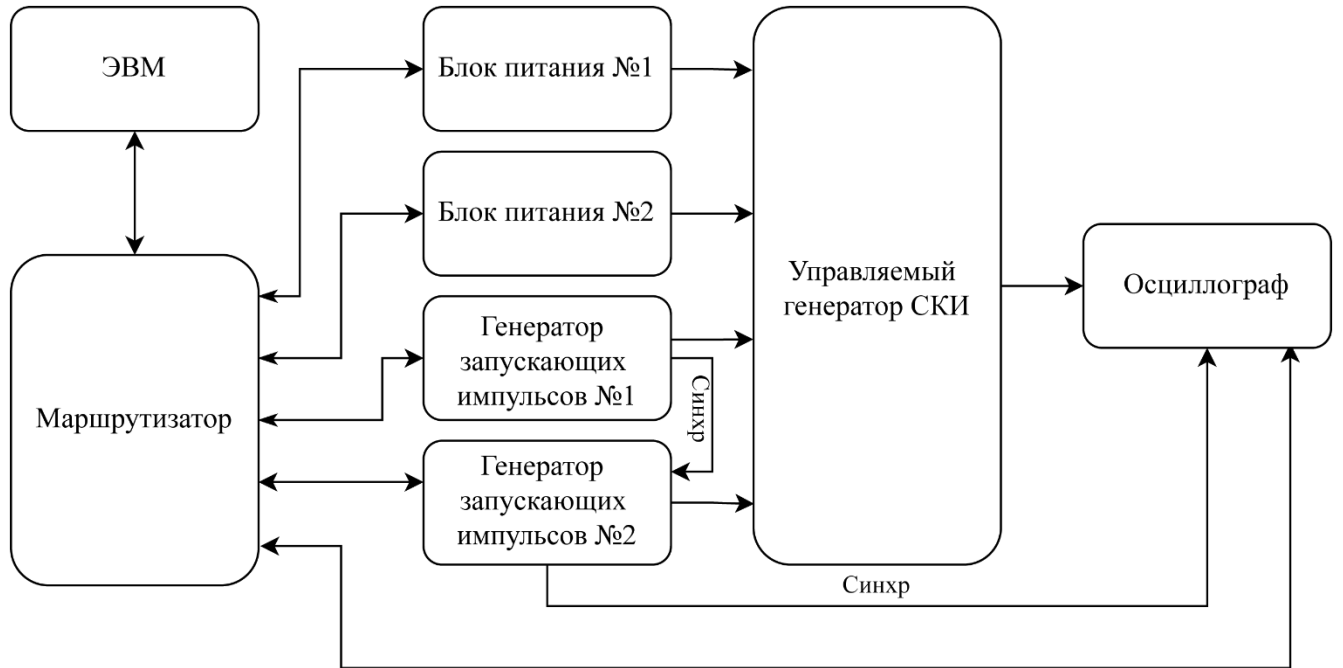 ЭВМ
Маршрутизатор
Блок питания №1
Блок питания №2
Генератор
запускающих
импульсов №1
Синхр
Генератор
запускающих
импульсов №2
Управляемый
генератор СКИ
Синхр
Осциллограф